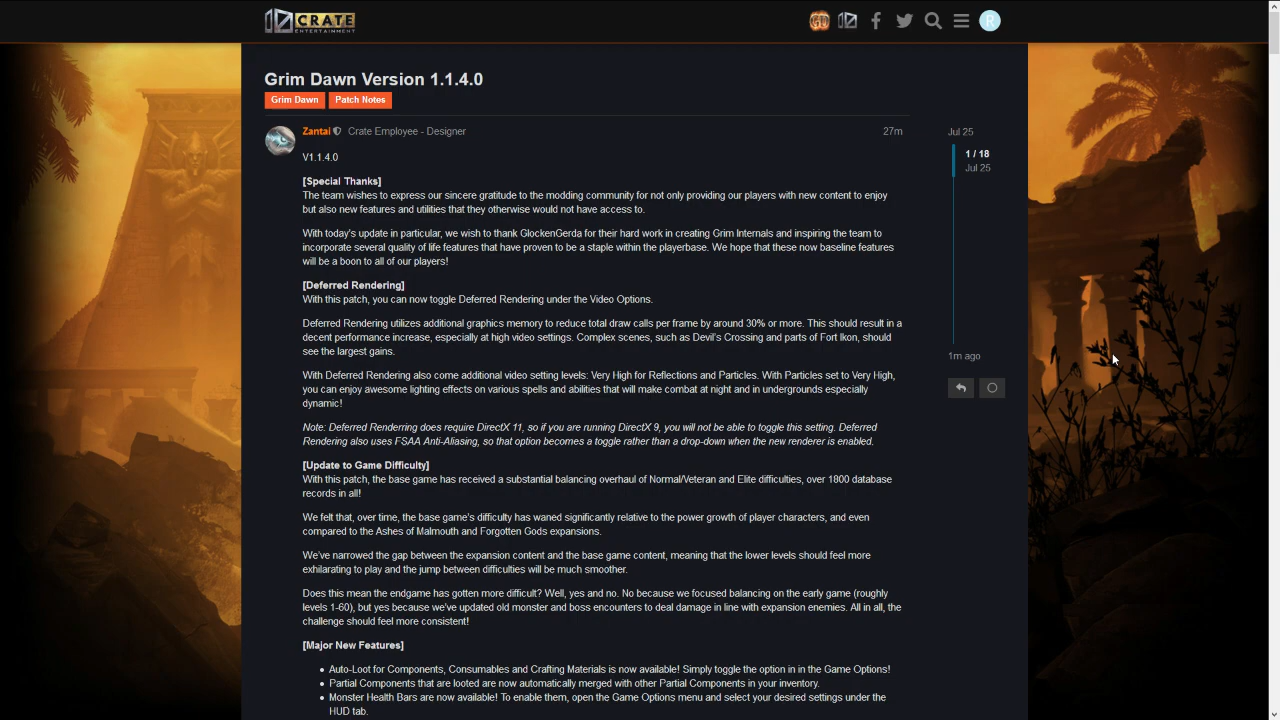 CRATE
ENTERTAINMENT
R
Grim Dawn Version 1.1.4.0
Grim Dawn Patch Notes
Zantai Crate Employee - Designer 27m
Jul 25
1 / 18
Jul 25
V1.1.4.0
[Special Thanks]
The team wishes to express our sincere gratitude to the modding community for not only providing our players with new content to enjoy
but also new features and utilities that they otherwise would not have access to.
With today's update in particular, we wish to thank GlockenGerda for their hard work in creating Grim Internals and inspiring the team to
incorporate several quality of life features that have proven to be a staple within the playerbase. We hope that these now baseline features
will be a boon to all of our players!
[Deferred Rendering]
With this patch, you can now toggle Deferred Rendering under the Video Options.
Deferred Rendering utilizes additional graphics memory to reduce total draw calls per frame by around 30% or more. This should result in a
decent performance increase, especially at high video settings. Complex scenes, such as Devil's Crossing and parts of Fort Ikon, should
see the largest gains.
1m ago
With Deferred Rendering also come additional video setting levels: Very High for Reflections and Particles. With Particles set to Very High,
you can enjoy awesome lighting effects on various spells and abilities that will make combat at night and in undergrounds especially
dynamic!
Note: Deferred Renderring does require DirectX 11, so if you are running DirectX 9, you will not be able to toggle this setting. Deferred
Rendering also uses FSAA Anti-Aliasing, so that option becomes a toggle rather than a drop-down when the new renderer is enabled.
[Update to Game Difficulty]
With this patch, the base game has received a substantial balancing overhaul of Normal/Veteran and Elite difficulties, over 1800 database
records in all!
We felt that, over time, the base game's difficulty has waned significantly relative to the power growth of player characters, and even
compared to the Ashes of Malmouth and Forgotten Gods expansions.
We've narrowed the gap between the expansion content and the base game content, meaning that the lower levels should feel more
exhilarating to play and the jump between difficulties will be much smoother.
Does this mean the endgame has gotten more difficult? Well, yes and no. No because we focused balancing on the early game (roughly
levels 1-60), but yes because we've updated old monster and boss encounters to deal damage in line with expansion enemies. All in all, the
challenge should feel more consistent!
[Major New Features]
• Auto-Loot for Components, Consumables and Crafting Materials is now available! Simply toggle the option in in the Game Options!
• Partial Components that are looted are now automatically merged with other Partial Components in your inventory.
• Monster Health Bars are now available! To enable them, open the Game Options menu and select your desired settings under the
HUD tab.